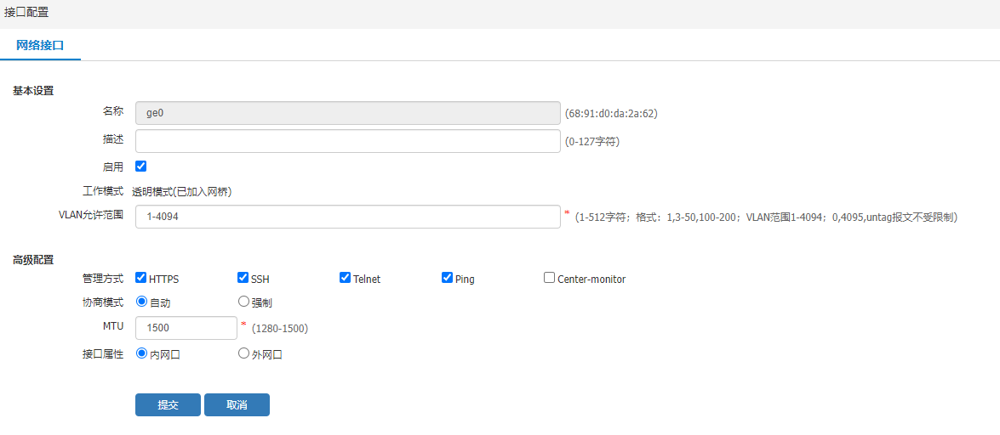 接口配置
网络接口
基本设置
名称 ge0 (68:91:d0:da:2a:62)
描述 (0-127字符)
启用
工作模式 透明模式(已加入网桥)
VLAN允许范围 1-4094 * (1-512字符；格式：1,3-50,100-200；VLAN范围1-4094；0,4095,untag报文不受限制)
高级配置
管理方式 HTTPS SSH Telnet Ping Center-monitor
协商模式 自动 强制
MTU 1500 * (1280-1500)
接口属性 内网口 外网口
提交 取消